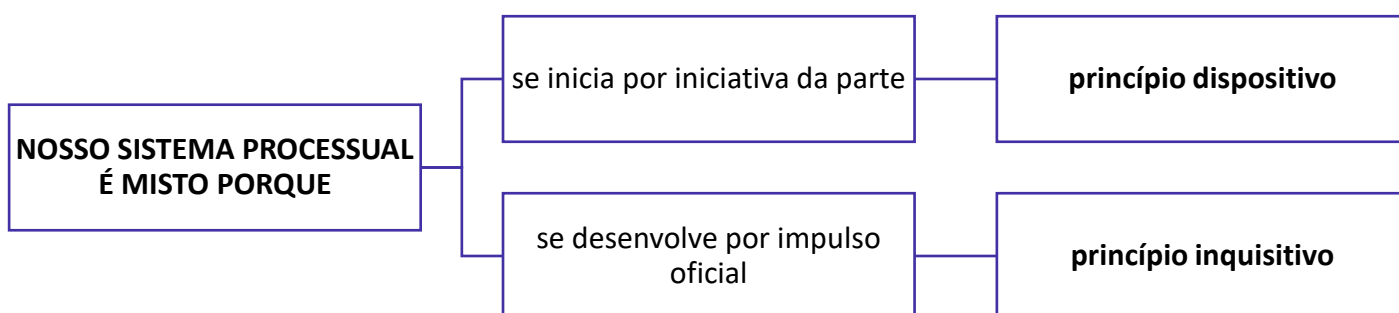 NOSSO SISTEMA PROCESSUAL
É MISTO PORQUE
se inicia por iniciativa da parte
princípio dispositivo
se desenvolve por impulso
oficial
princípio inquisitivo